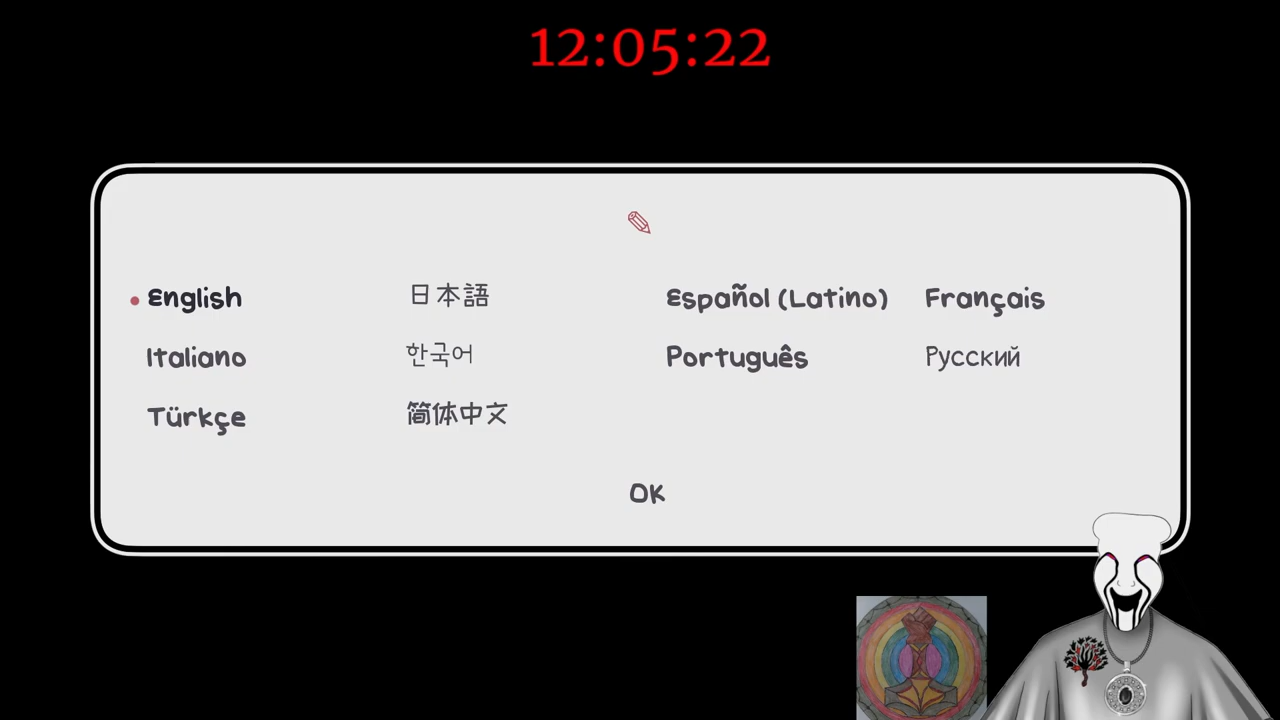 12:05:22
English 日本語 Español (Latino) Français
Italiano 한국어 Português Русский
Türkçe 简体中文
OK